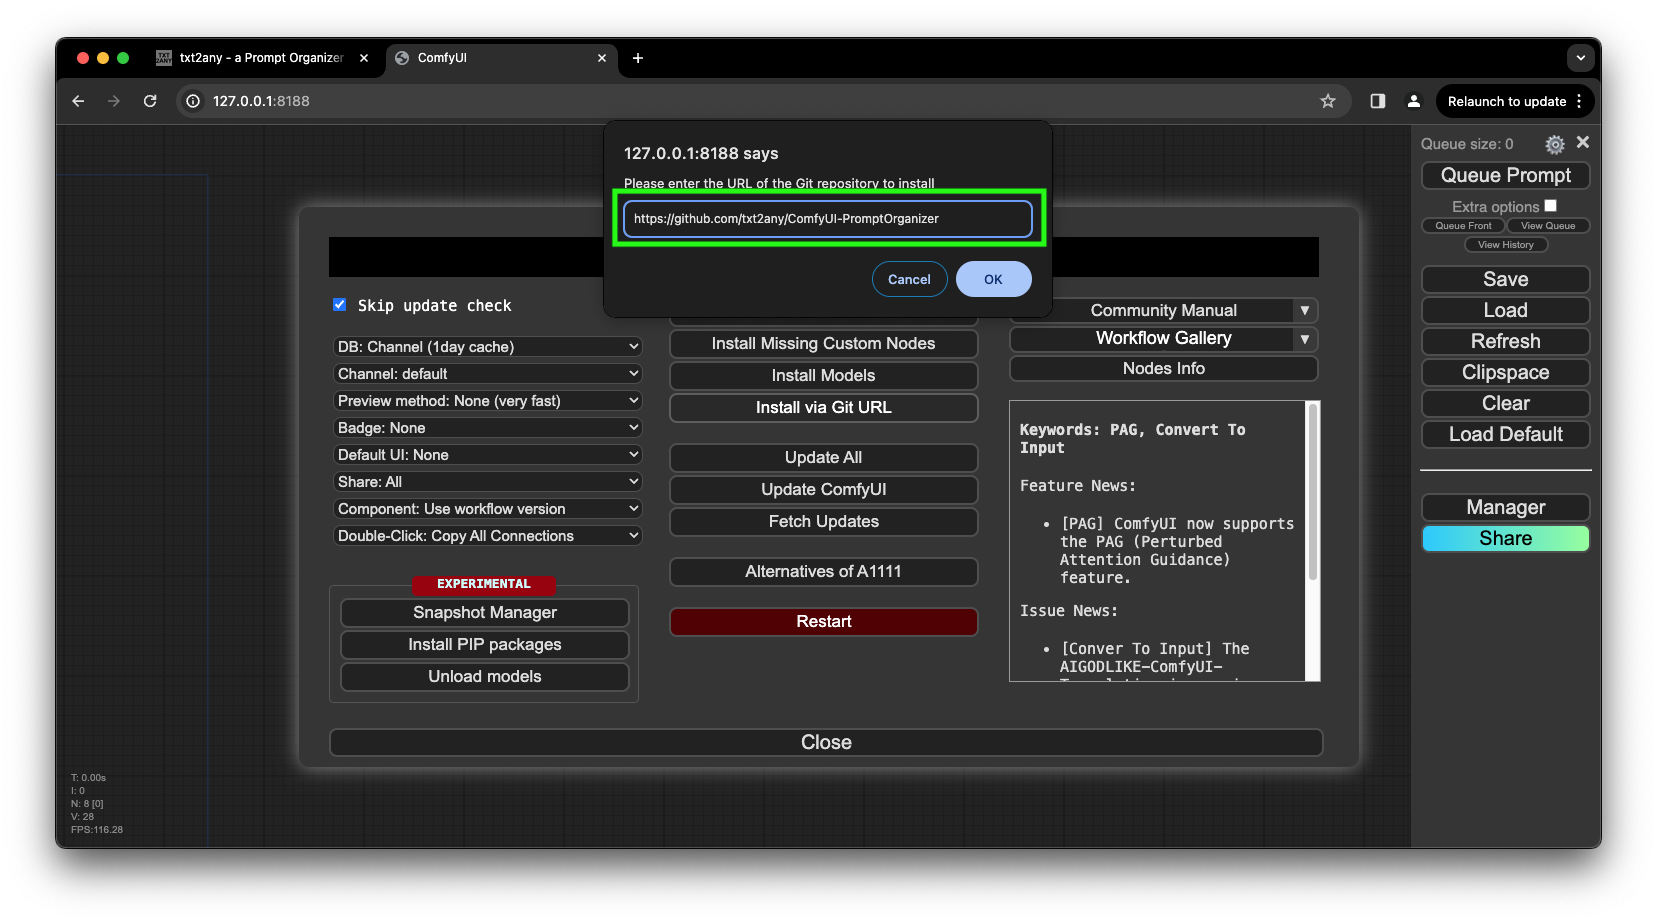 txt2any - a Prompt Organizer
ComfyUI
127.0.0.1:8188
Relaunch to update
127.0.0.1:8188 says
Please enter the URL of the Git repository to install
https://github.com/txt2any/ComfyUI-PromptOrganizer
Cancel
OK
Skip update check
DB: Channel (1day cache)
Channel: default
Preview method: None (very fast)
Badge: None
Default UI: None
Share: All
Component: Use workflow version
Double-Click: Copy All Connections
EXPERIMENTAL
Snapshot Manager
Install PIP packages
Unload models
Install Missing Custom Nodes
Install Models
Install via Git URL
Update All
Update ComfyUI
Fetch Updates
Alternatives of A1111
Restart
Community Manual
Workflow Gallery
Nodes Info
Keywords: PAG, Convert To
Input
Feature News:
• [PAG] ComfyUI now supports
the PAG (Perturbed
Attention Guidance)
feature.
Issue News:
• [Conver To Input] The
AIGODLIKE-ComfyUI-
Close
Queue size: 0
Queue Prompt
Extra options
Queue Front
View Queue
View History
Save
Load
Refresh
Clipspace
Clear
Load Default
Manager
Share
T: 0.00s
I: 0
N: 8 [0]
V: 28
FPS:116.28